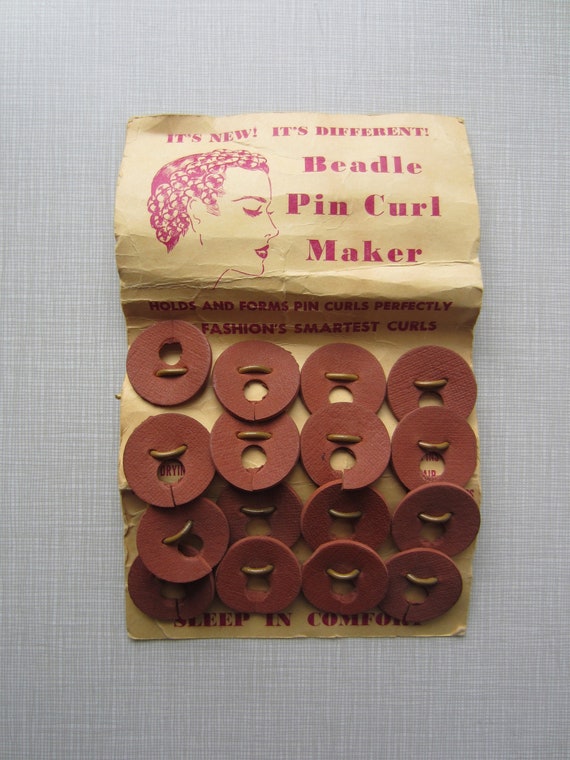 IT'S NEW! IT'S DIFFERENT!
Beadle
Pin Curl
Maker
HOLDS AND FORMS PIN CURLS PERFECTLY
FASHION'S SMARTEST CURLS
SLEEP IN COMFORT